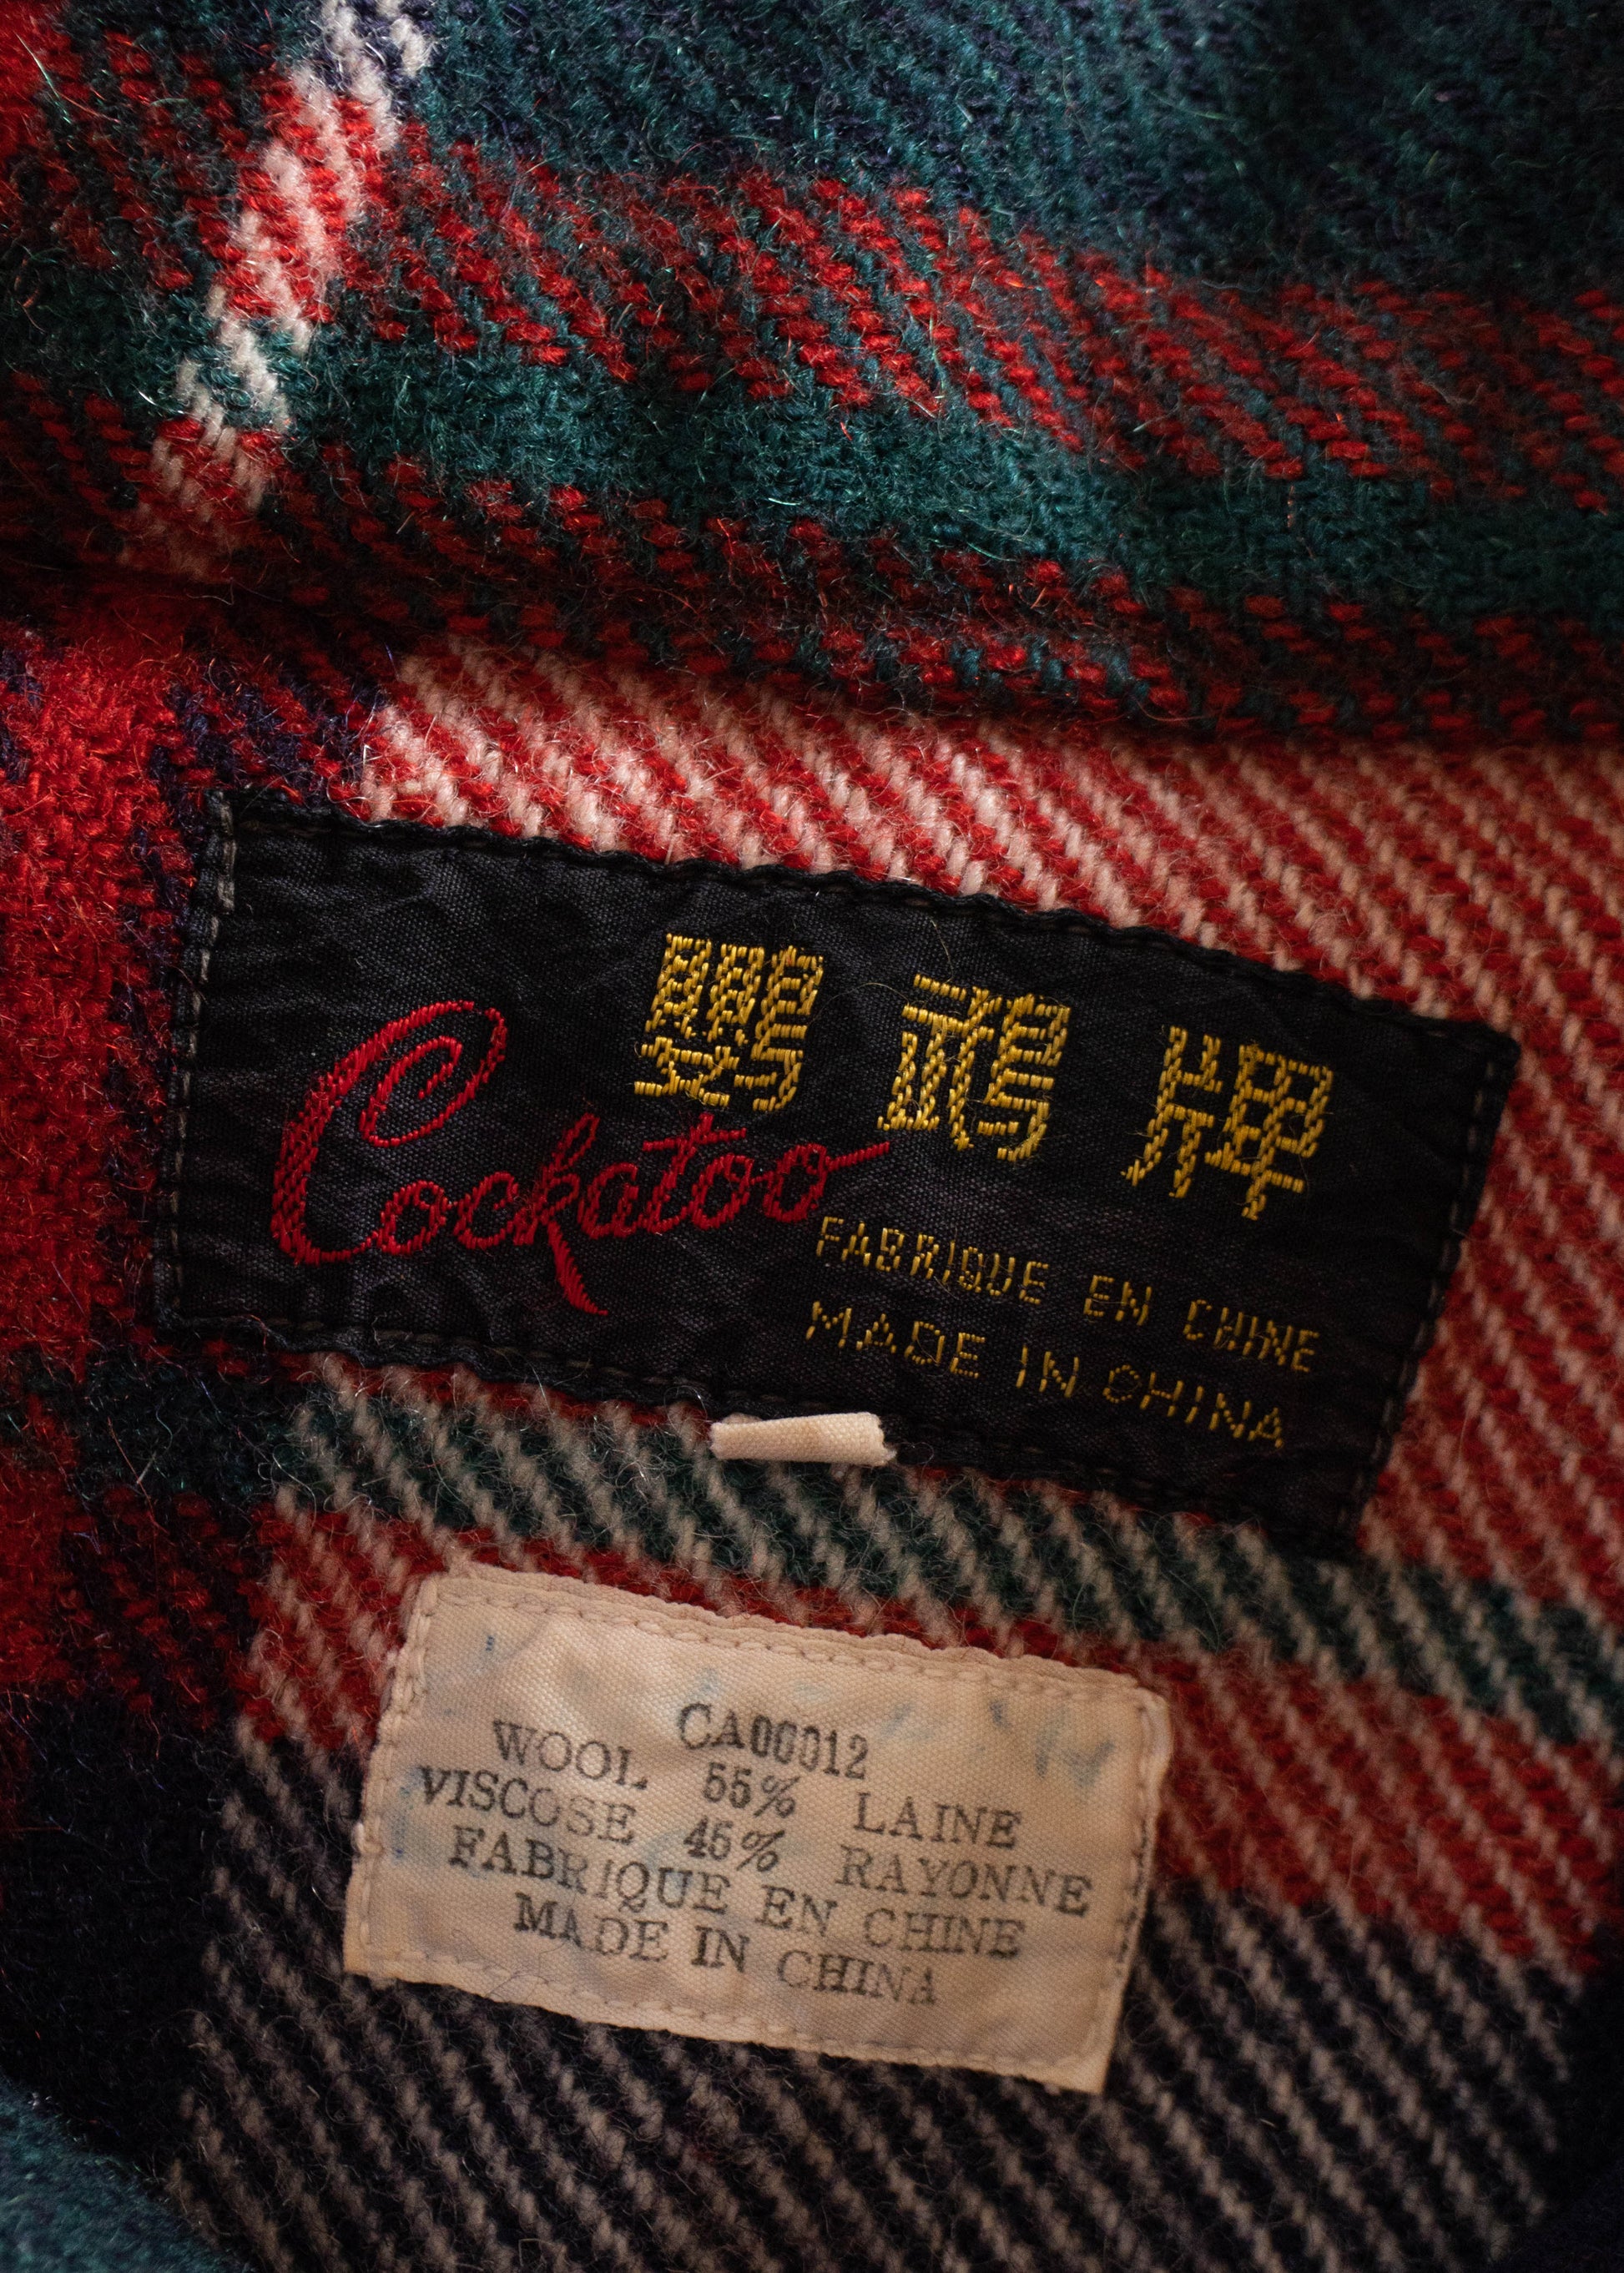 鸚鵡牌
Cockatoo
FABRIQUE EN CHINE
MADE IN CHINA
CA00012
WOOL 55% LAINE
VISCOSE 45% RAYONNE
FABRIQUE EN CHINE
MADE IN CHINA